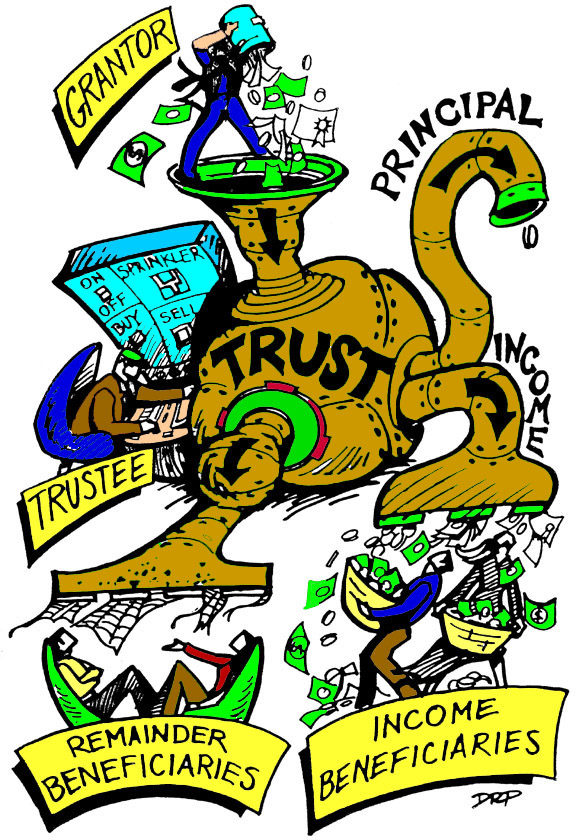 GRANTOR
PRINCIPAL
ON
OFF
SPRINKLER
BUY
SELL
TRUST
INCOME
TRUSTEE
REMAINDER
BENEFICIARIES
INCOME
BENEFICIARIES
DRP